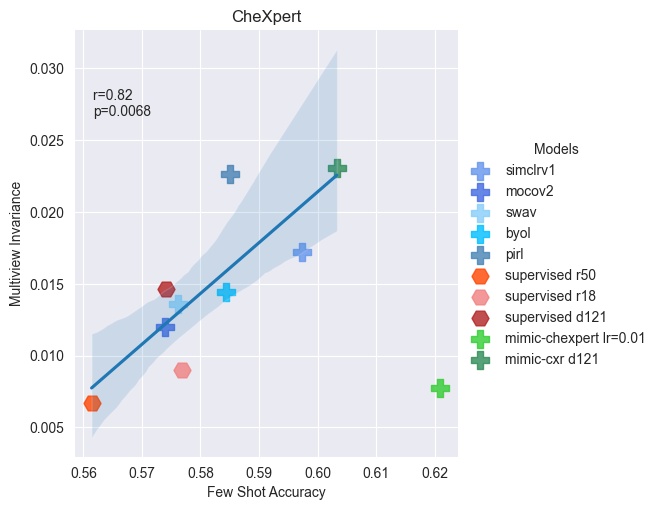 CheXpert
0.030
0.025
0.020
0.015
0.010
0.005
Multiview Invariance
r=0.82
p=0.0068
0.56 0.57 0.58 0.59 0.60 0.61 0.62
Few Shot Accuracy
Models
simclrv1
mocov2
swav
byol
pirl
supervised r50
supervised r18
supervised d121
mimic-chexpert lr=0.01
mimic-cxr d121